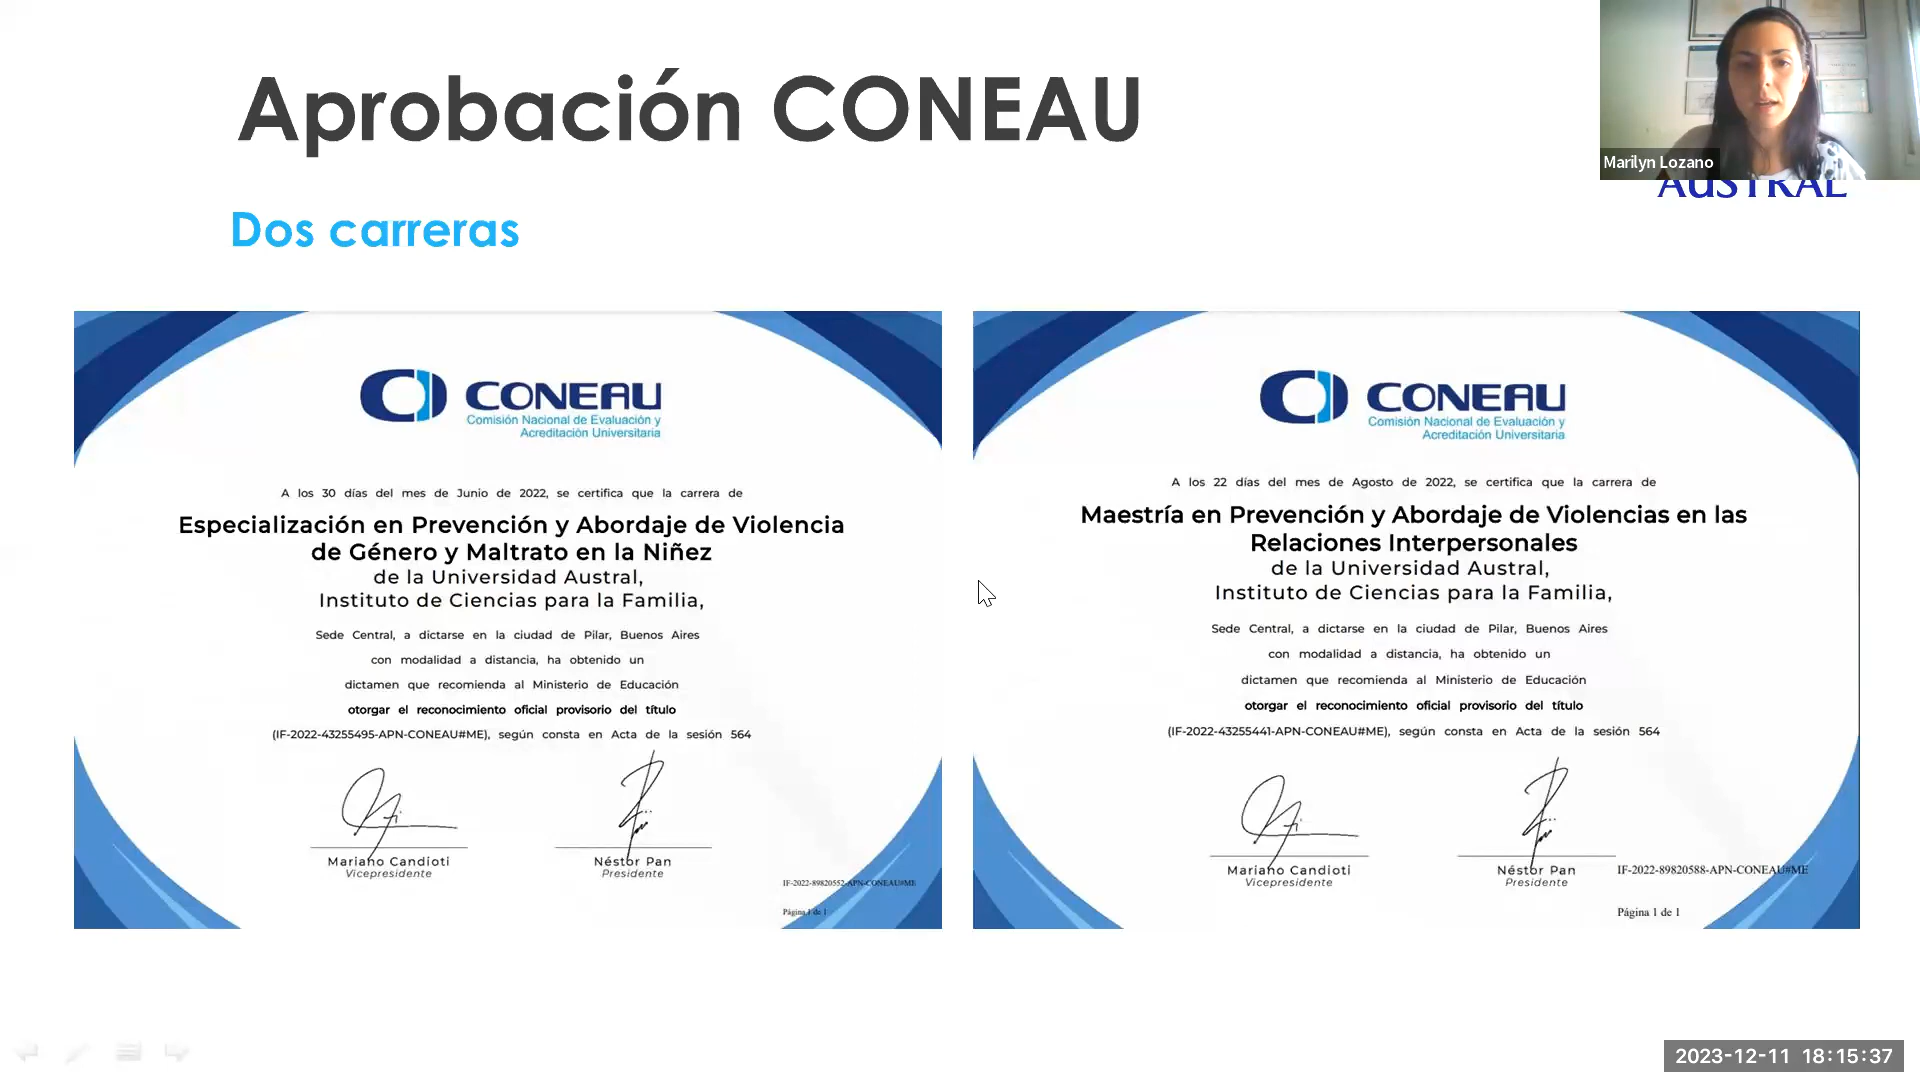 Aprobación CONEAU
Marilyn Lozano
AUSTRAL
Dos carreras
CONEAU
Comisión Nacional de Evaluación y
Acreditación Universitaria
A los 30 días del mes de Junio de 2022, se certifica que la carrera de
Especialización en Prevención y Abordaje de Violencia
de Género y Maltrato en la Niñez
de la Universidad Austral,
Instituto de Ciencias para la Familia,
Sede Central, a dictarse en la ciudad de Pilar, Buenos Aires
con modalidad a distancia, ha obtenido un
dictamen que recomienda al Ministerio de Educación
otorgar el reconocimiento oficial provisorio del título
(IF-2022-43255495-APN-CONEAU#ME), según consta en Acta de la sesión 564
Mariano Candioti
Vicepresidente
Néstor Pan
Presidente
IF-2022-89820552-APN-CONEAU#ME
Página 1 de 1
CONEAU
Comisión Nacional de Evaluación y
Acreditación Universitaria
A los 22 días del mes de Agosto de 2022, se certifica que la carrera de
Maestría en Prevención y Abordaje de Violencias en las
Relaciones Interpersonales
de la Universidad Austral,
Instituto de Ciencias para la Familia,
Sede Central, a dictarse en la ciudad de Pilar, Buenos Aires
con modalidad a distancia, ha obtenido un
dictamen que recomienda al Ministerio de Educación
otorgar el reconocimiento oficial provisorio del título
(IF-2022-43255441-APN-CONEAU#ME), según consta en Acta de la sesión 564
Mariano Candioti
Vicepresidente
Néstor Pan
Presidente
IF-2022-89820588-APN-CONEAU#ME
Página 1 de 1
2023-12-11 18:15:37